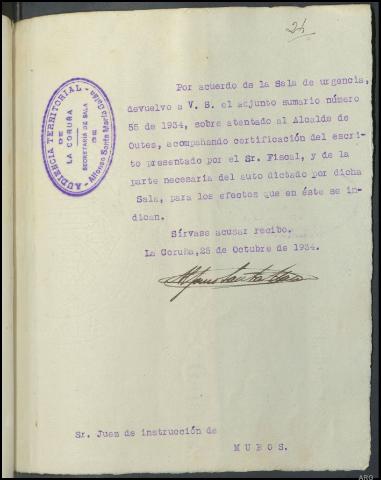 24
AUDIENCIA TERRITORIAL
DE
LA CORUÑA
SECRETARÍA DE SALA
DE
Alfonso Santa María
Por acuerdo de la Sala de urgencia,
devuelvo a V. S. el adjunto sumario número
55 de 1934, sobre atentado al Alcalde de
Outes, acompañando certificación del escri-
to presentado por el Sr. Fiscal, y de la
parte necesaria del auto dictado por dicha
Sala, para los efectos que en éste se in-
dican.
Sírvase acusar recibo.
La Coruña, 25 de Octubre de 1934.
Sr. Juez de instrucción de
MUROS.
ARG